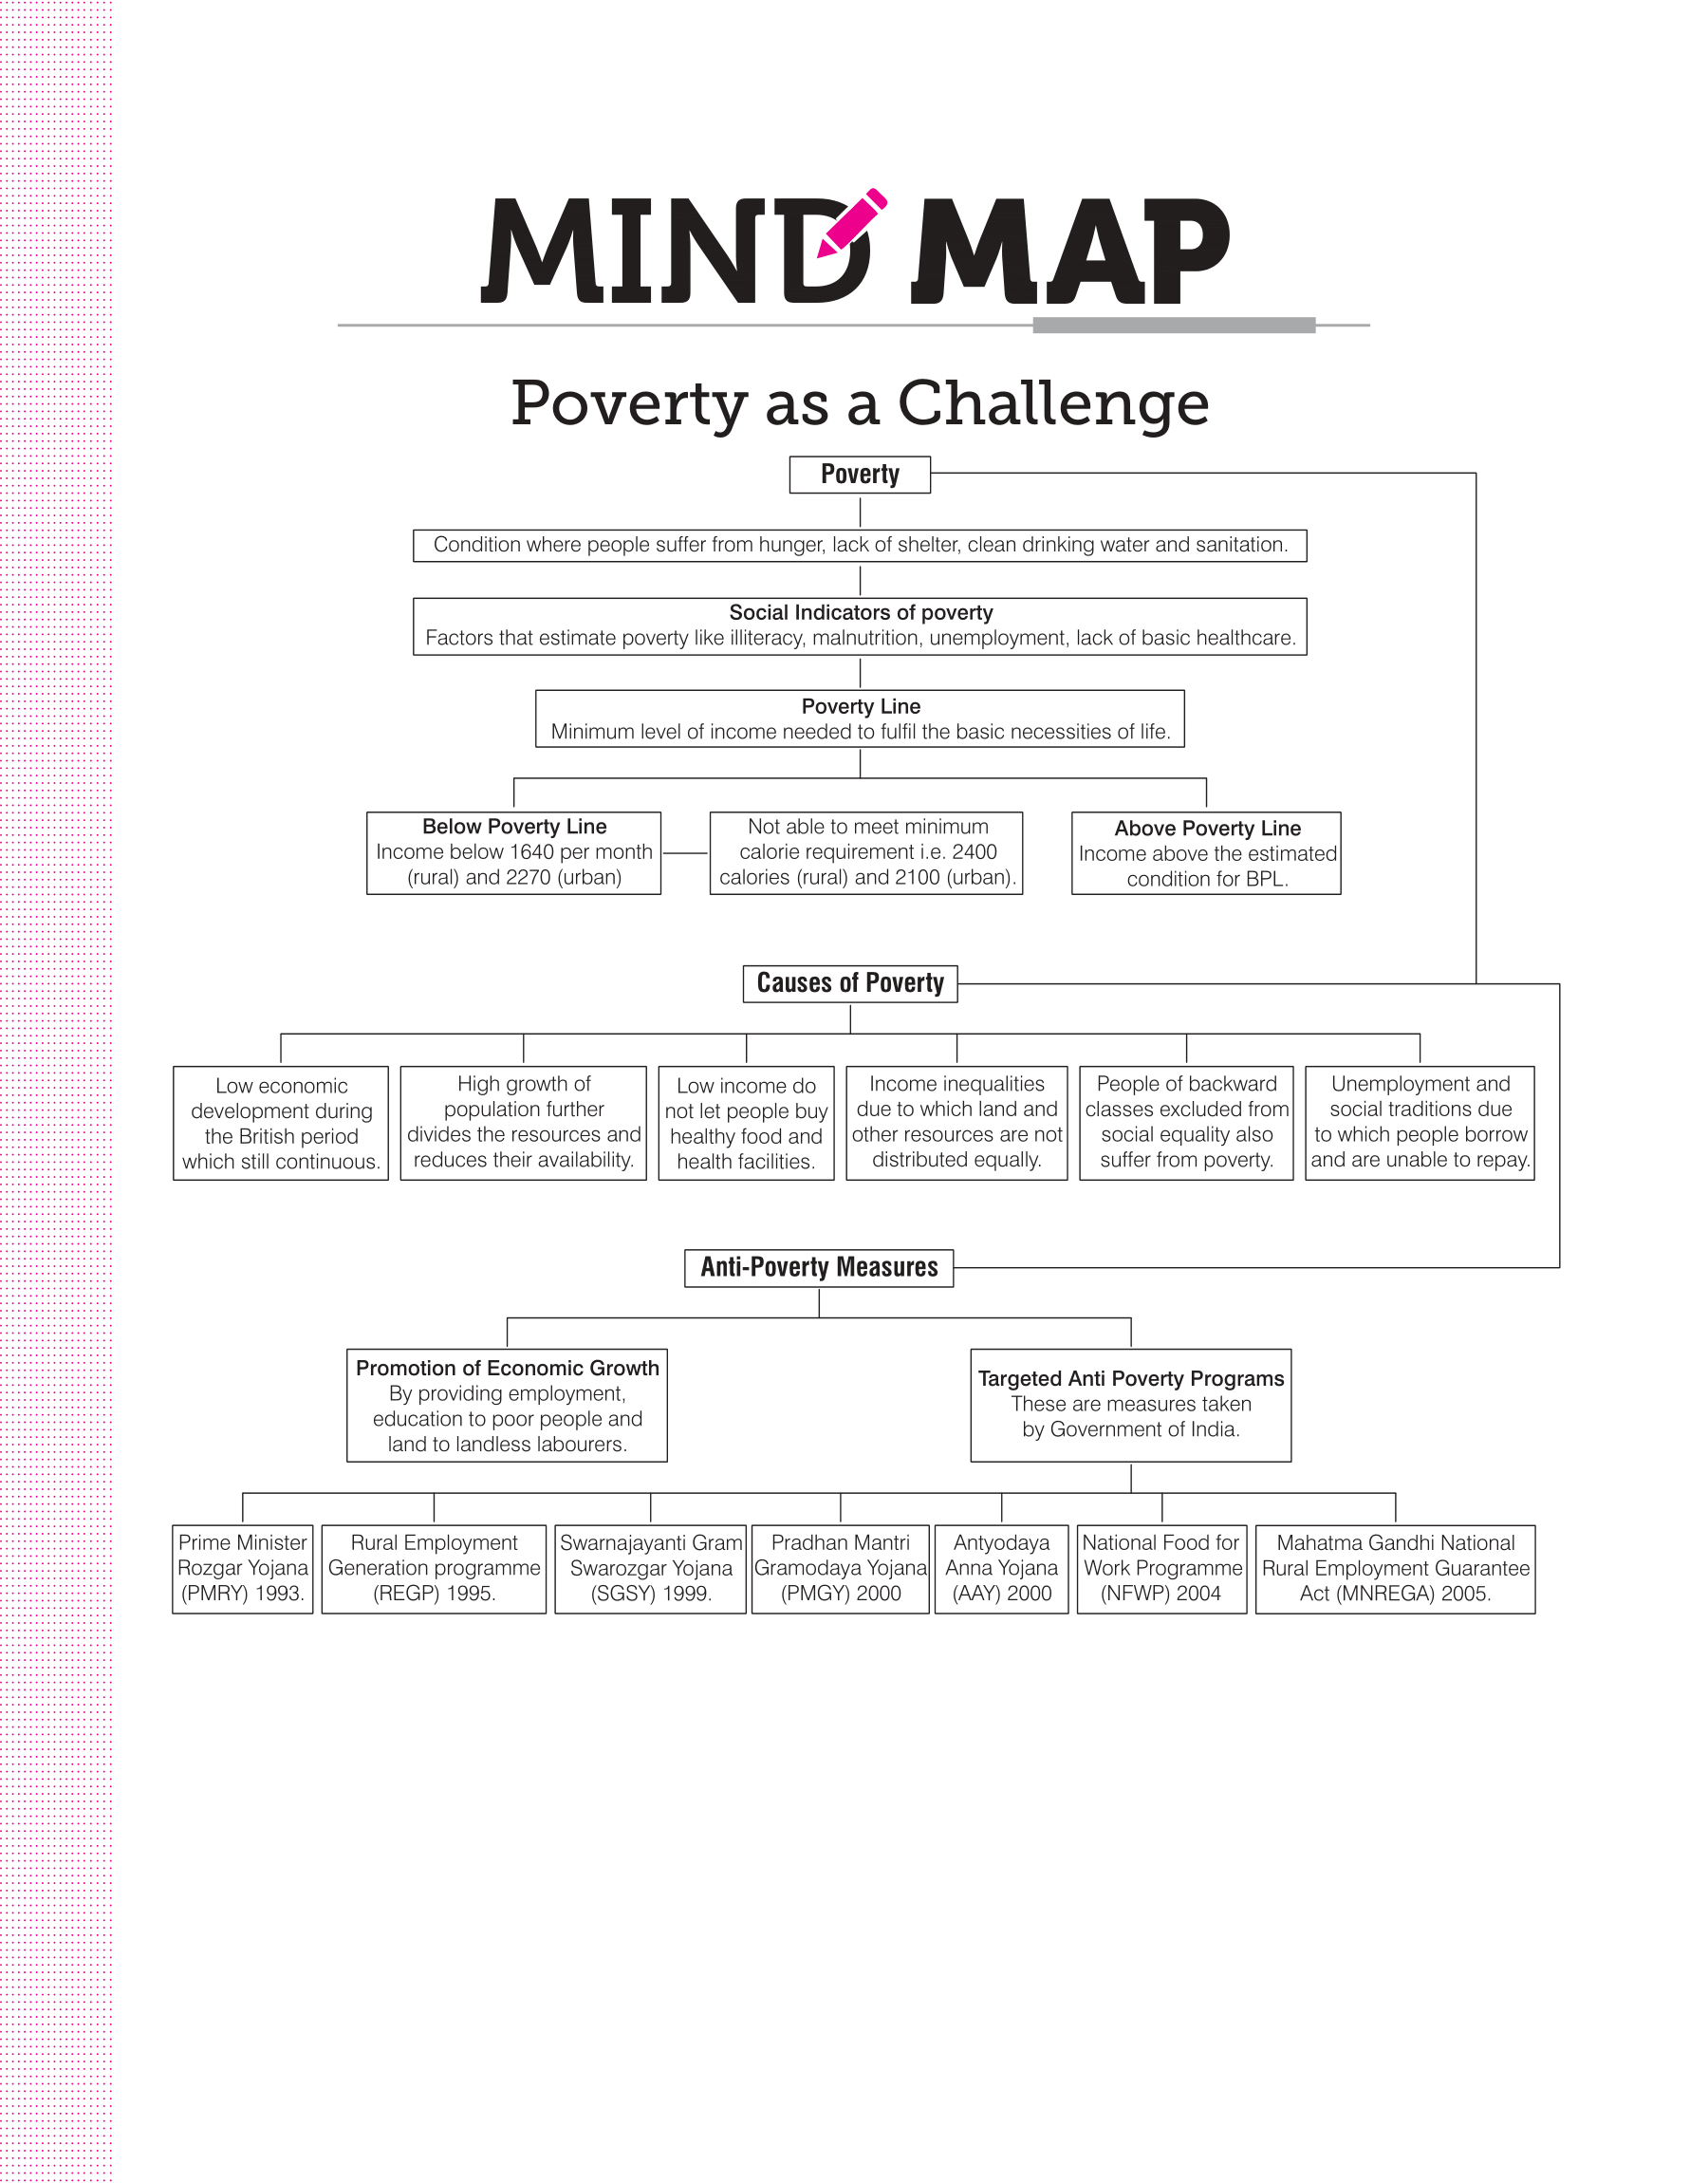 MIND MAP
Poverty as a Challenge
Poverty
Condition where people suffer from hunger, lack of shelter, clean drinking water and sanitation.
Social Indicators of poverty
Factors that estimate poverty like illiteracy, malnutrition, unemployment, lack of basic healthcare.
Poverty Line
Minimum level of income needed to fulfil the basic necessities of life.
Below Poverty Line
Income below 1640 per month
(rural) and 2270 (urban)
Not able to meet minimum
calorie requirement i.e. 2400
calories (rural) and 2100 (urban).
Above Poverty Line
Income above the estimated
condition for BPL.
Causes of Poverty
Low economic
development during
the British period
which still continuous.
High growth of
population further
divides the resources and
reduces their availability.
Low income do
not let people buy
healthy food and
health facilities.
Income inequalities
due to which land and
other resources are not
distributed equally.
People of backward
classes excluded from
social equality also
suffer from poverty.
Unemployment and
social traditions due
to which people borrow
and are unable to repay.
Anti-Poverty Measures
Promotion of Economic Growth
By providing employment,
education to poor people and
land to landless labourers.
Targeted Anti Poverty Programs
These are measures taken
by Government of India.
Prime Minister
Rozgar Yojana
(PMRY) 1993.
Rural Employment
Generation programme
(REGP) 1995.
Swarnajayanti Gram
Swarozgar Yojana
(SGSY) 1999.
Pradhan Mantri
Gramodaya Yojana
(PMGY) 2000
Antyodaya
Anna Yojana
(AAY) 2000
National Food for
Work Programme
(NFWP) 2004
Mahatma Gandhi National
Rural Employment Guarantee
Act (MNREGA) 2005.